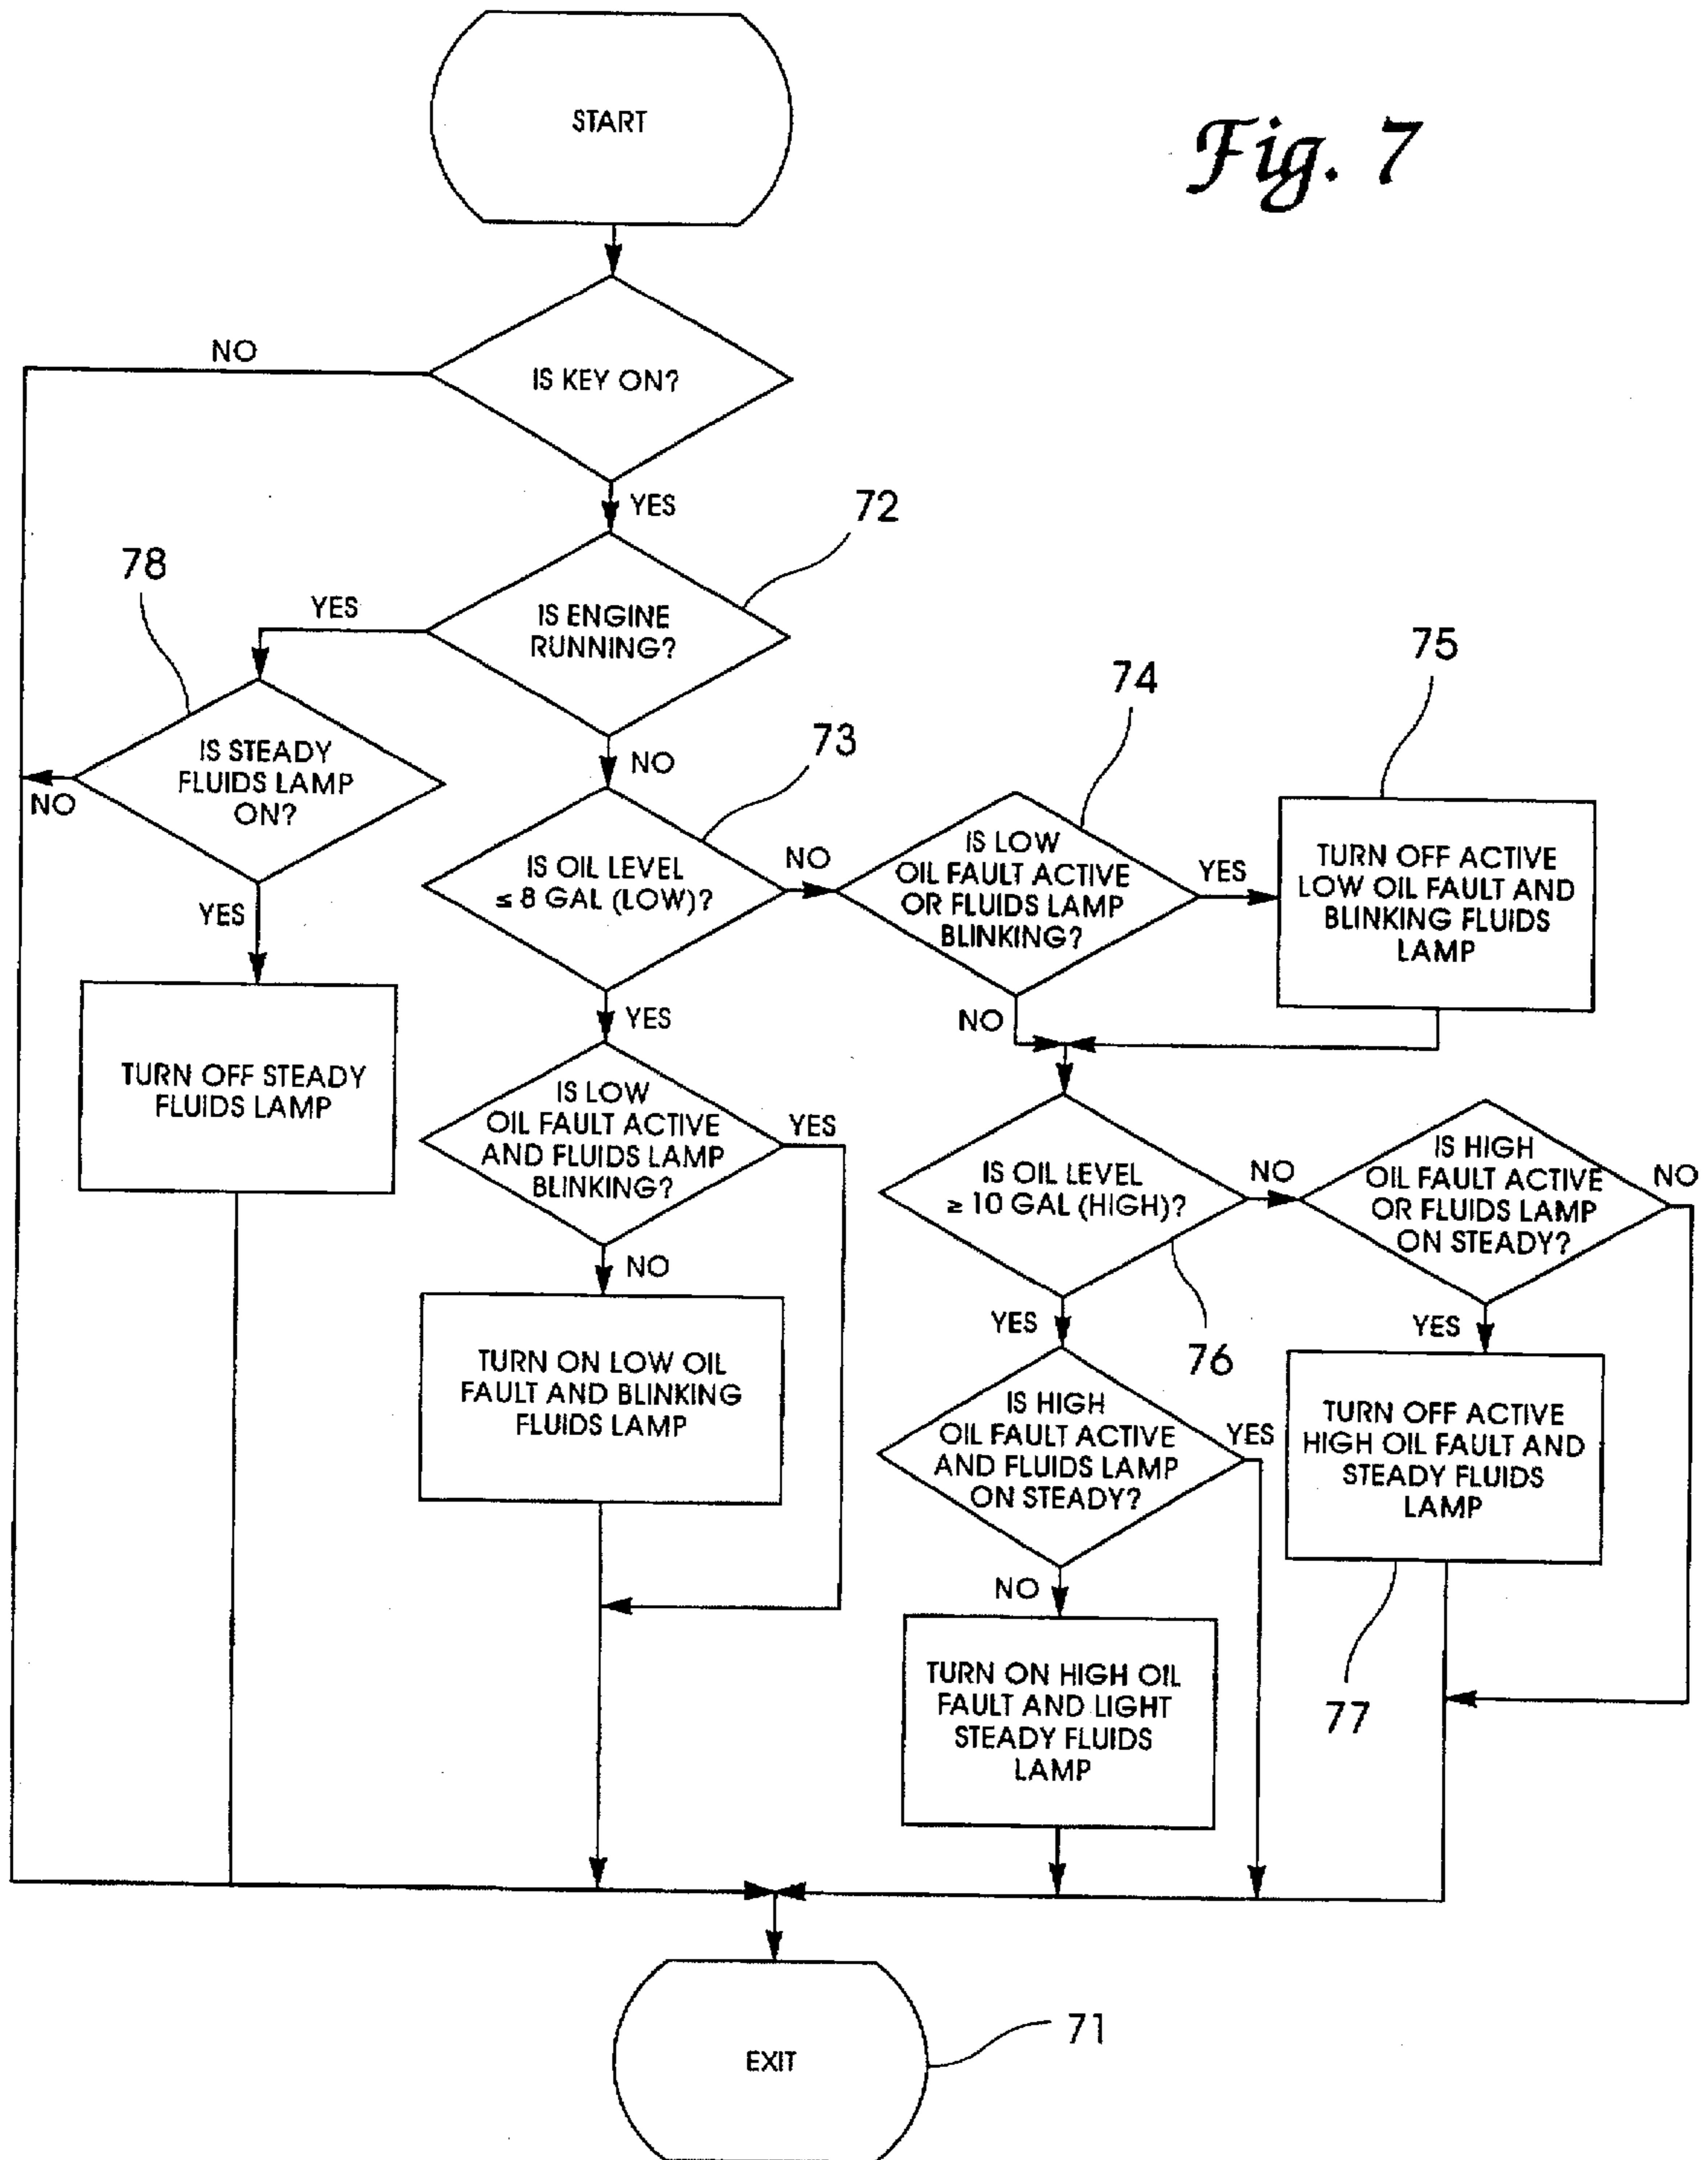 START
Fig. 7
IS KEY ON?
NO
YES
72
78
IS ENGINE
RUNNING?
YES
NO
IS STEADY
FLUIDS LAMP
ON?
NO
YES
TURN OFF STEADY
FLUIDS LAMP
73
IS OIL LEVEL
≤ 8 GAL (LOW)?
NO
YES
74
IS LOW
OIL FAULT ACTIVE
OR FLUIDS LAMP
BLINKING?
YES
NO
75
TURN OFF ACTIVE
LOW OIL FAULT AND
BLINKING FLUIDS
LAMP
IS LOW
OIL FAULT ACTIVE
AND FLUIDS LAMP
BLINKING?
YES
NO
TURN ON LOW OIL
FAULT AND BLINKING
FLUIDS LAMP
IS OIL LEVEL
≥ 10 GAL (HIGH)?
NO
YES
76
IS HIGH
OIL FAULT ACTIVE
OR FLUIDS LAMP
ON STEADY?
NO
YES
IS HIGH
OIL FAULT ACTIVE
AND FLUIDS LAMP
ON STEADY?
YES
NO
TURN OFF ACTIVE
HIGH OIL FAULT AND
STEADY FLUIDS
LAMP
77
TURN ON HIGH OIL
FAULT AND LIGHT
STEADY FLUIDS
LAMP
EXIT
71